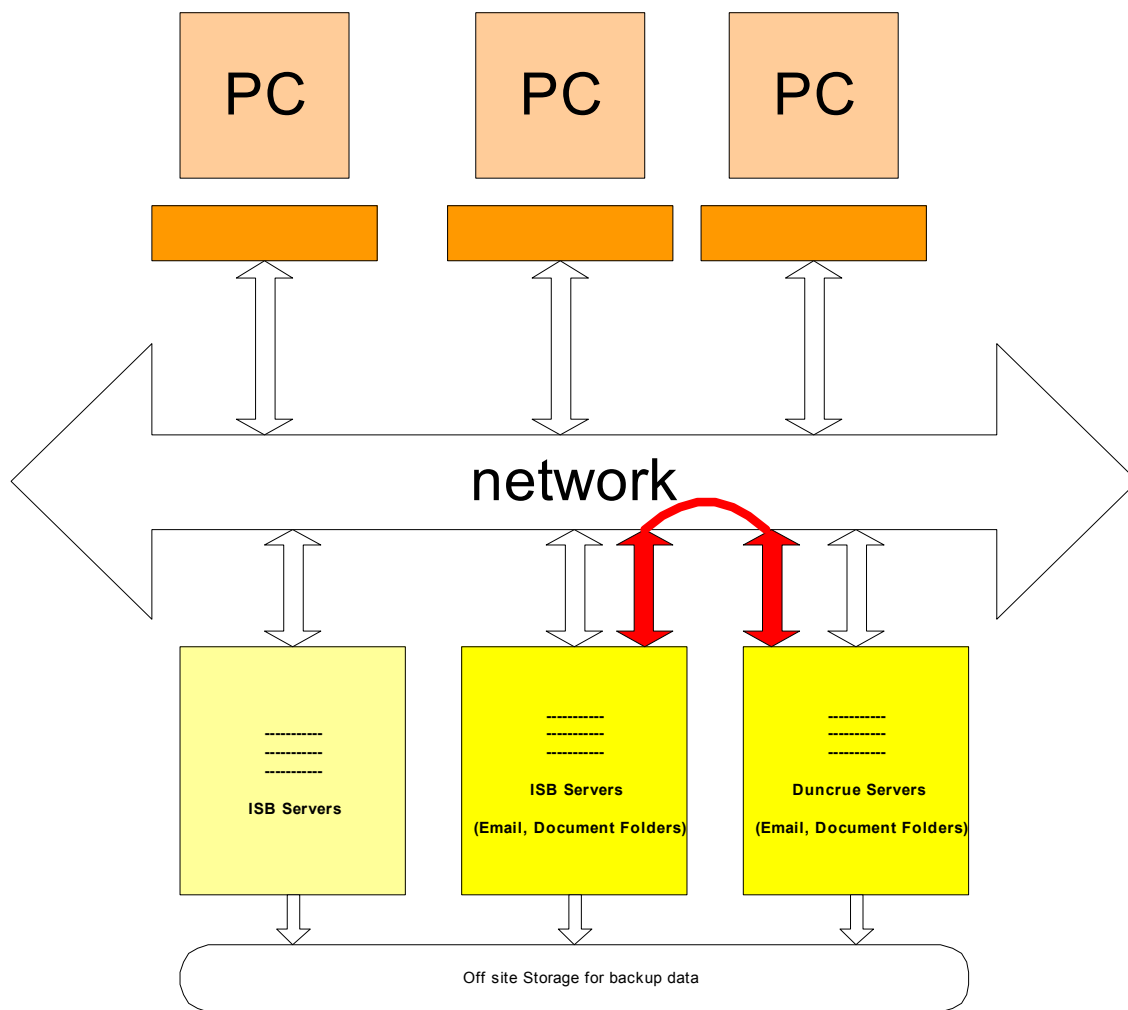 PC
PC
PC
network
-----------
-----------
-----------
ISB Servers
-----------
-----------
-----------
ISB Servers
(Email, Document Folders)
-----------
-----------
-----------
Duncrue Servers
(Email, Document Folders)
Off site Storage for backup data